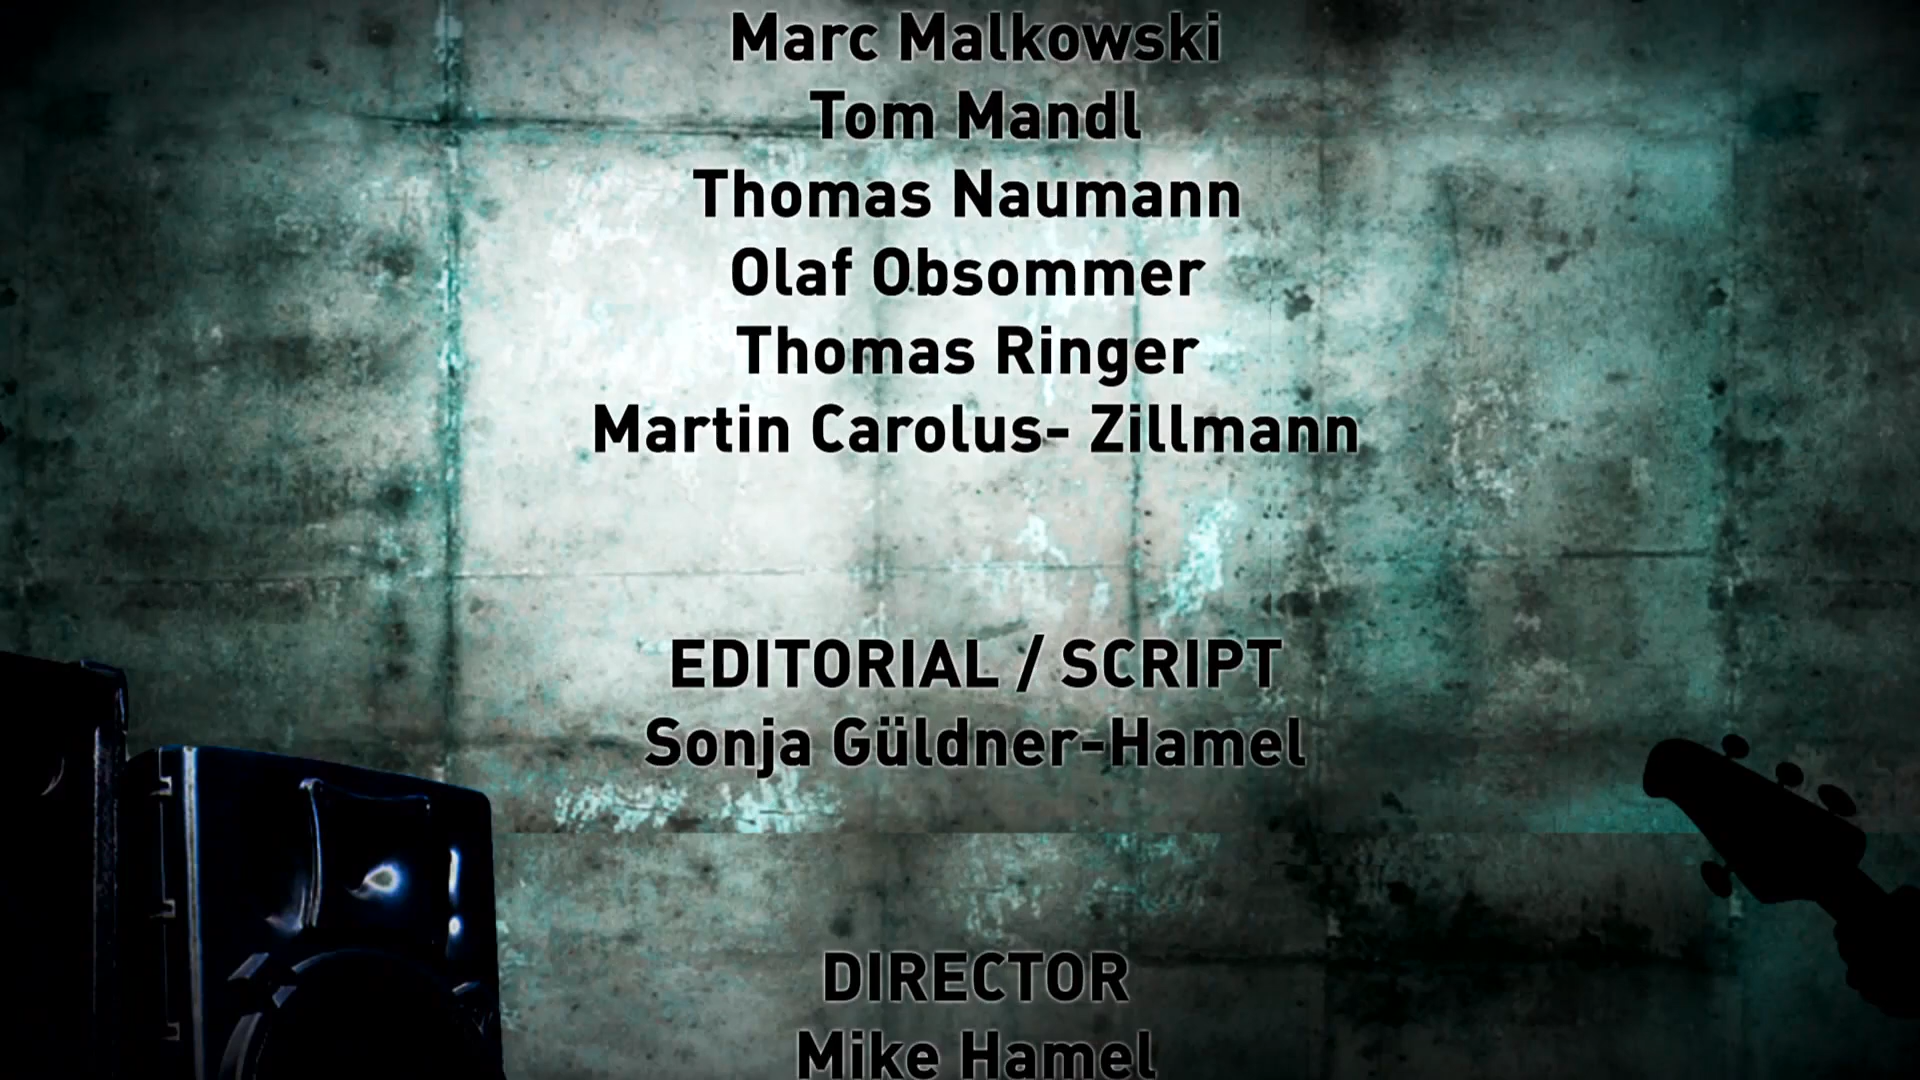 Marc Malkowski
Tom Mandl
Thomas Naumann
Olaf Obsommer
Thomas Ringer
Martin Carolus- Zillmann
EDITORIAL / SCRIPT
Sonja Güldner-Hamel
DIRECTOR
Mike Hamel